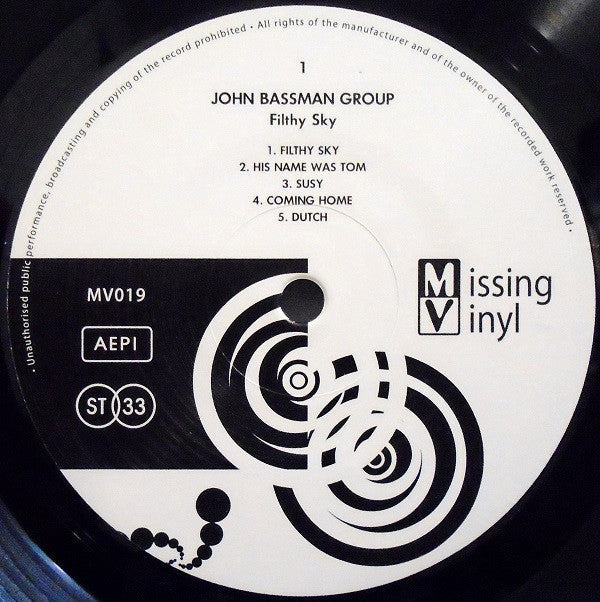 • Unauthorised public performance, broadcasting and copying of the record prohibited • All rights of the manufacturer and of the owner of the recorded work reserved •
1
JOHN BASSMAN GROUP
Filthy Sky
1. FILTHY SKY
2. HIS NAME WAS TOM
3. SUSY
4. COMING HOME
5. DUTCH
MV019
AEPI
ST 33
Missing
Vinyl